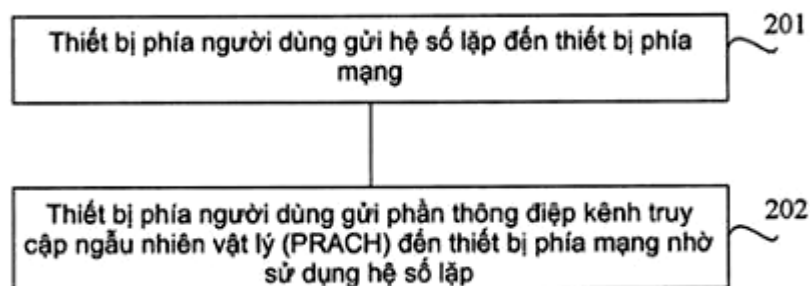 Thiết bị phía người dùng gửi hệ số lặp đến thiết bị phía
mạng
201
Thiết bị phía người dùng gửi phần thông điệp kênh truy
cập ngẫu nhiên vật lý (PRACH) đến thiết bị phía mạng nhờ
sử dụng hệ số lặp
202